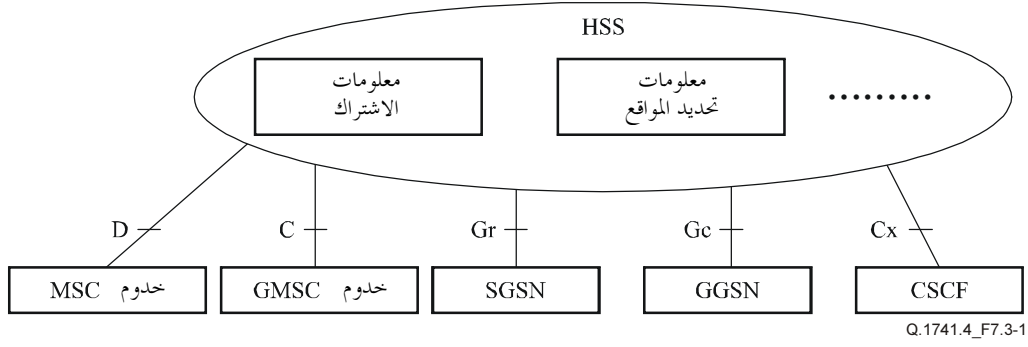 HSS
معلومات
الاشتراك
معلومات
تحديد المواقع
.........
D
C
Gr
Gc
Cx
خدوم MSC
خدوم GMSC
SGSN
GGSN
CSCF
Q.1741.4_F7.3-1